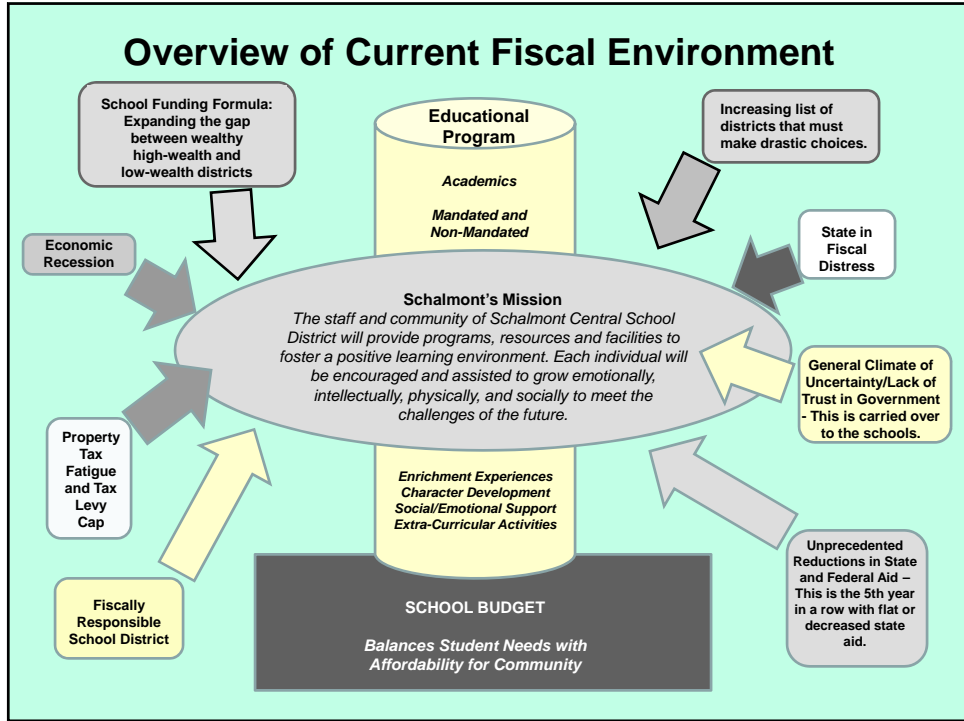 Overview of Current Fiscal Environment
School Funding Formula:
Expanding the gap
between wealthy
high-wealth and
low-wealth districts
Educational
Program
Increasing list of
districts that must
make drastic choices.
Academics
Mandated and
Non-Mandated
Economic
Recession
State in
Fiscal
Distress
Schalmont's Mission
The staff and community of Schalmont Central School
District will provide programs, resources and facilities to
foster a positive learning environment. Each individual will
be encouraged and assisted to grow emotionally,
intellectually, physically, and socially to meet the
challenges of the future.
General Climate of
Uncertainty/Lack of
Trust in Government
- This is carried over
to the schools.
Property
Tax
Fatigue
and Tax
Levy
Cap
Enrichment Experiences
Character Development
Social/Emotional Support
Extra-Curricular Activities
Unprecedented
Reductions in State
and Federal Aid –
This is the 5th year
in a row with flat or
decreased state
aid.
Fiscally
Responsible
School District
SCHOOL BUDGET
Balances Student Needs with
Affordability for Community